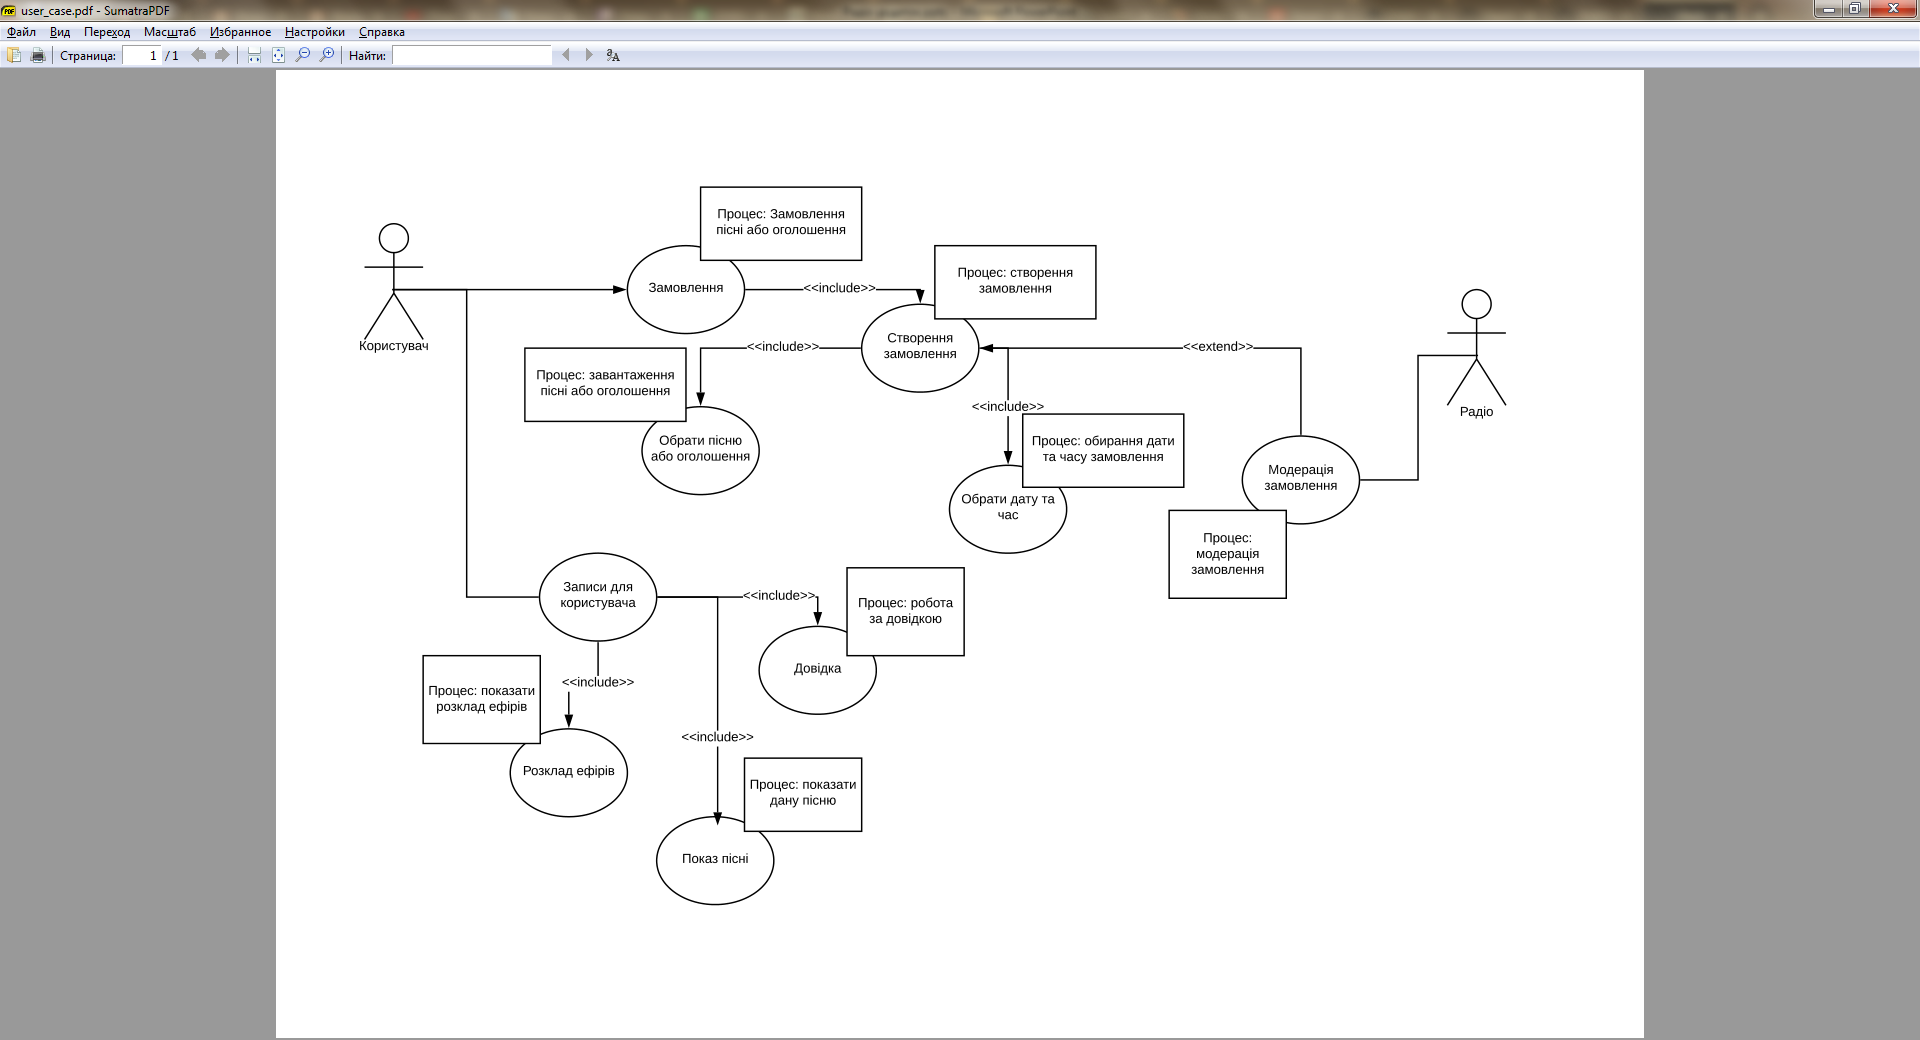 user_case.pdf - SumatraPDF
Файл Вид Переход Масштаб Избранное Настройки Справка
Страница: 1 / 1 Найти:
Процес: Замовлення
пісні або оголошення
Замовлення
<<include>>
Процес: створення
замовлення
Користувач
Створення
замовлення
<<include>>
<<extend>>
Процес: завантаження
пісні або оголошення
Обрати пісню
або оголошення
<<include>>
Процес: обирання дати
та часу замовлення
Обрати дату та
час
Радіо
Модерація
замовлення
Процес:
модерація
замовлення
Записи для
користувача
<<include>>
Процес: робота
за довідкою
Довідка
<<include>>
Процес: показати
розклад ефірів
Розклад ефірів
<<include>>
Процес: показати
дану пісню
Показ пісні